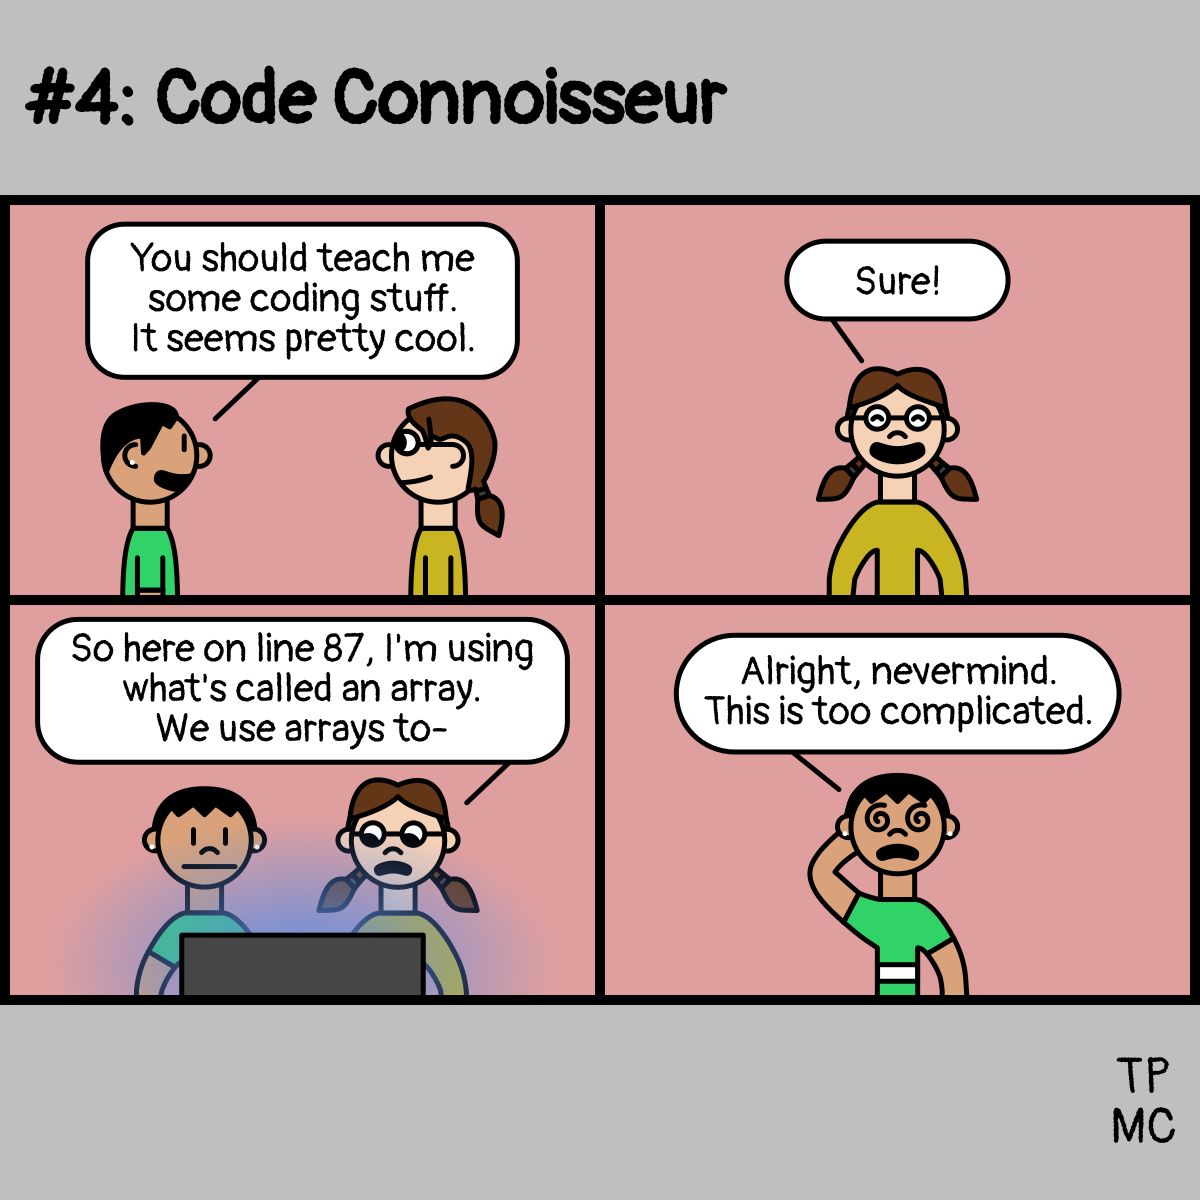 #4: Code Connoisseur
You should teach me
some coding stuff.
It seems pretty cool.
Sure!
So here on line 87, I'm using
what's called an array.
We use arrays to-
Alright, nevermind.
This is too complicated.
TP
MC